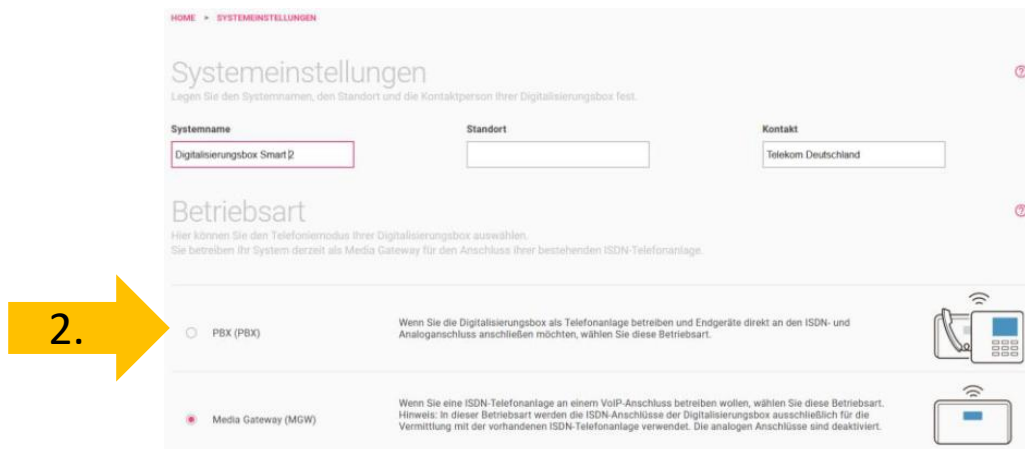 HOME > SYSTEMEINSTELLUNGEN
Systemeinstellungen
Legen Sie den Systemnamen, den Standort und die Kontaktperson Ihrer Digitalisierungsbox fest.
Systemname Standort Kontakt
Digitalisierungsbox Smart 2 Telekom Deutschland
Betriebsart
Hier können Sie den Telefoniemodus Ihrer Digitalisierungsbox auswählen.
Sie betreiben Ihr System derzeit als Media Gateway für den Anschluss Ihrer bestehenden ISDN-Telefonanlage.
2.
PBX (PBX)
Wenn Sie die Digitalisierungsbox als Telefonanlage betreiben und Endgeräte direkt an den ISDN- und
Analoganschluss anschließen möchten, wählen Sie diese Betriebsart.
Media Gateway (MGW)
Wenn Sie eine ISDN-Telefonanlage an einem VoIP-Anschluss betreiben wollen, wählen Sie diese Betriebsart.
Hinweis: In dieser Betriebsart werden die ISDN-Anschlüsse der Digitalisierungsbox ausschließlich für die
Vermittlung mit der vorhandenen ISDN-Telefonanlage verwendet. Die analogen Anschlüsse sind deaktiviert.